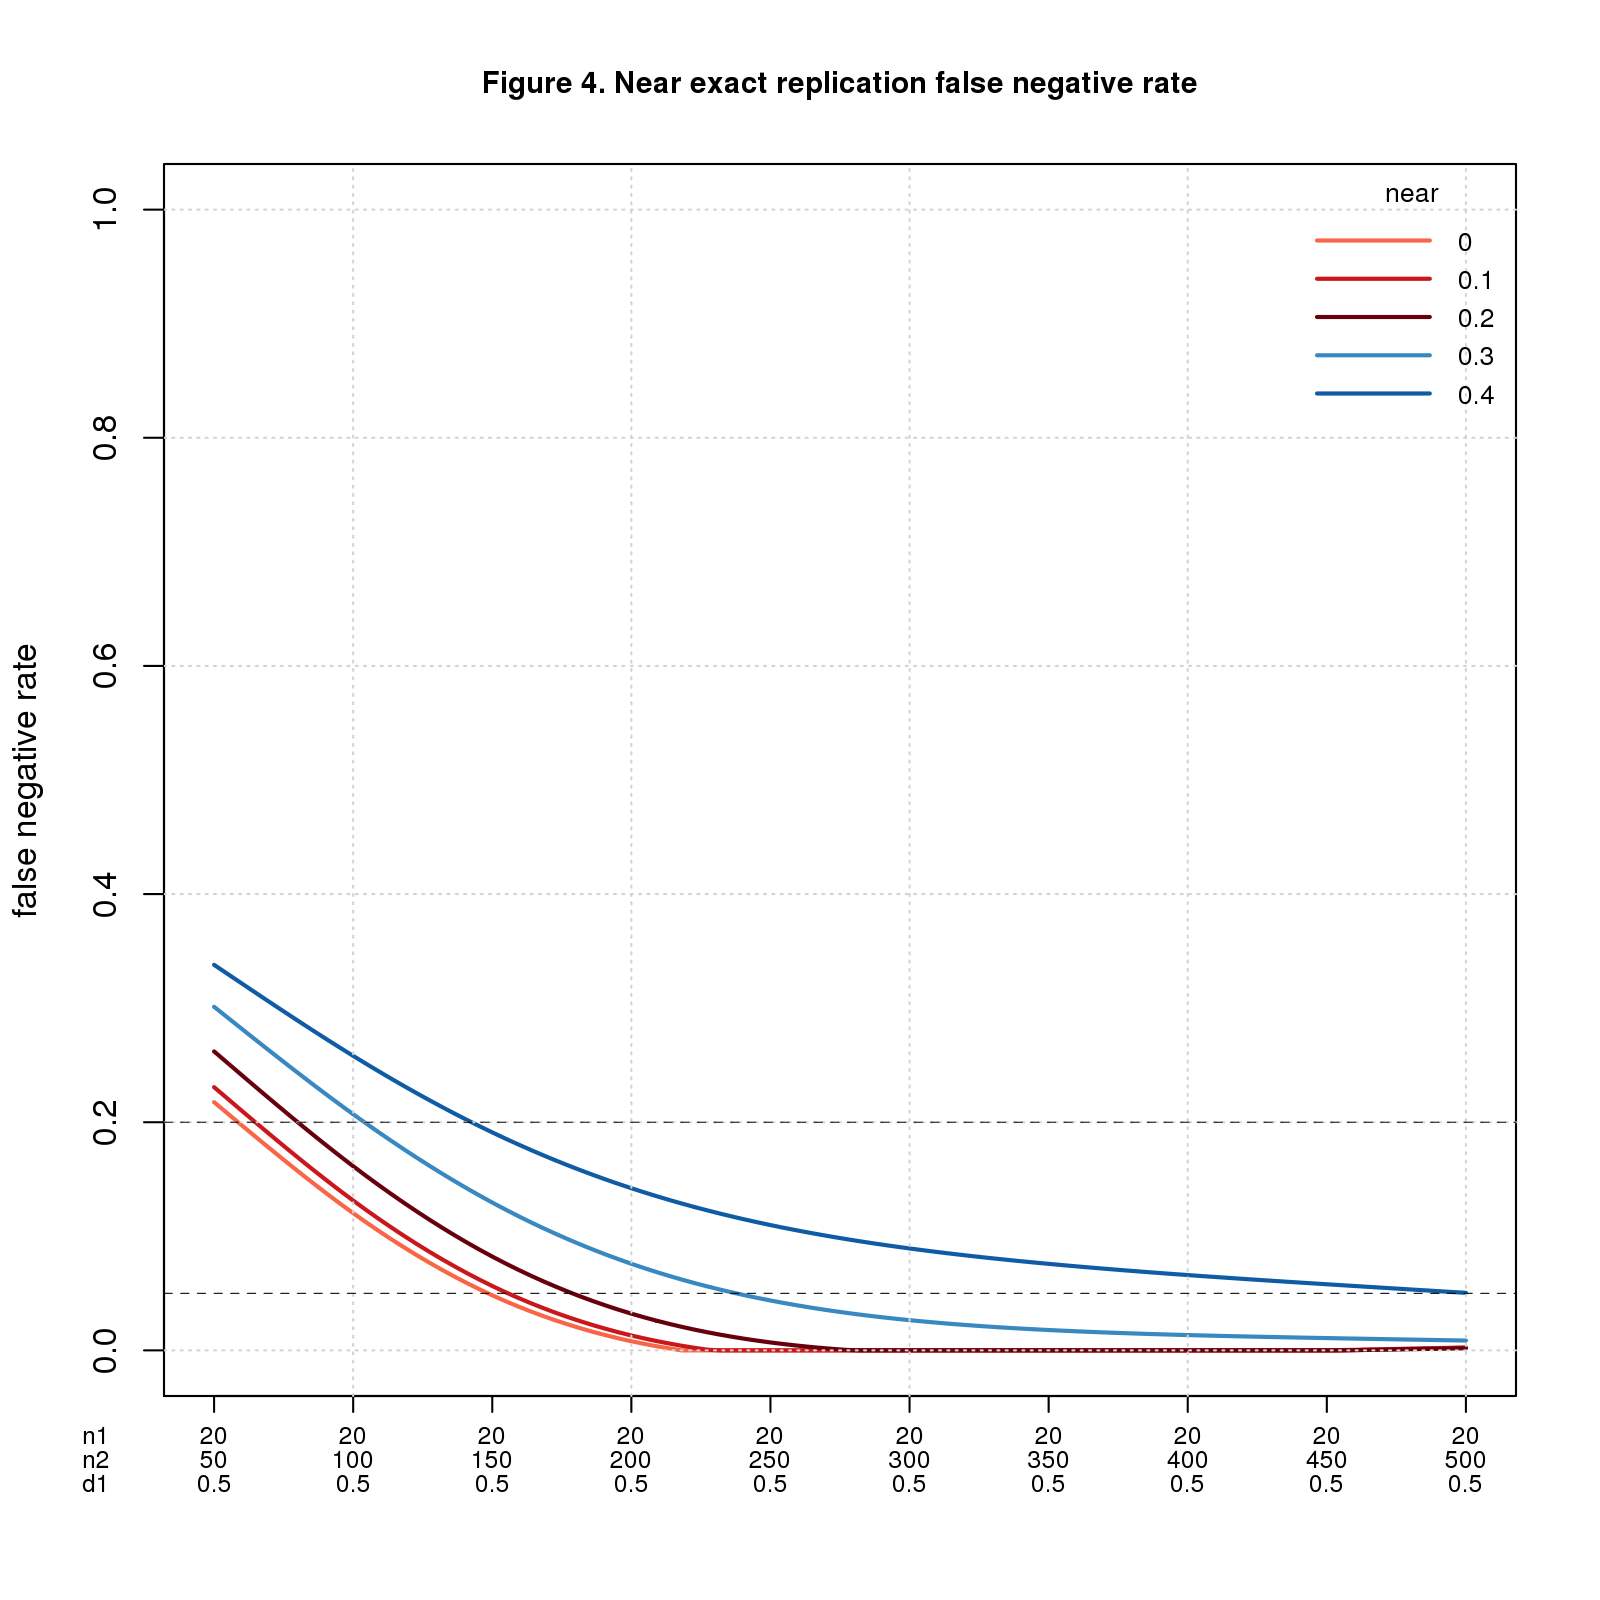 Figure 4. Near exact replication false negative rate
near
0
0.1
0.2
0.3
0.4
1.0
0.8
0.6
0.4
0.2
0.0
false negative rate
n1 20 20 20 20 20 20 20 20 20 20
n2 50 100 150 200 250 300 350 400 450 500
d1 0.5 0.5 0.5 0.5 0.5 0.5 0.5 0.5 0.5 0.5